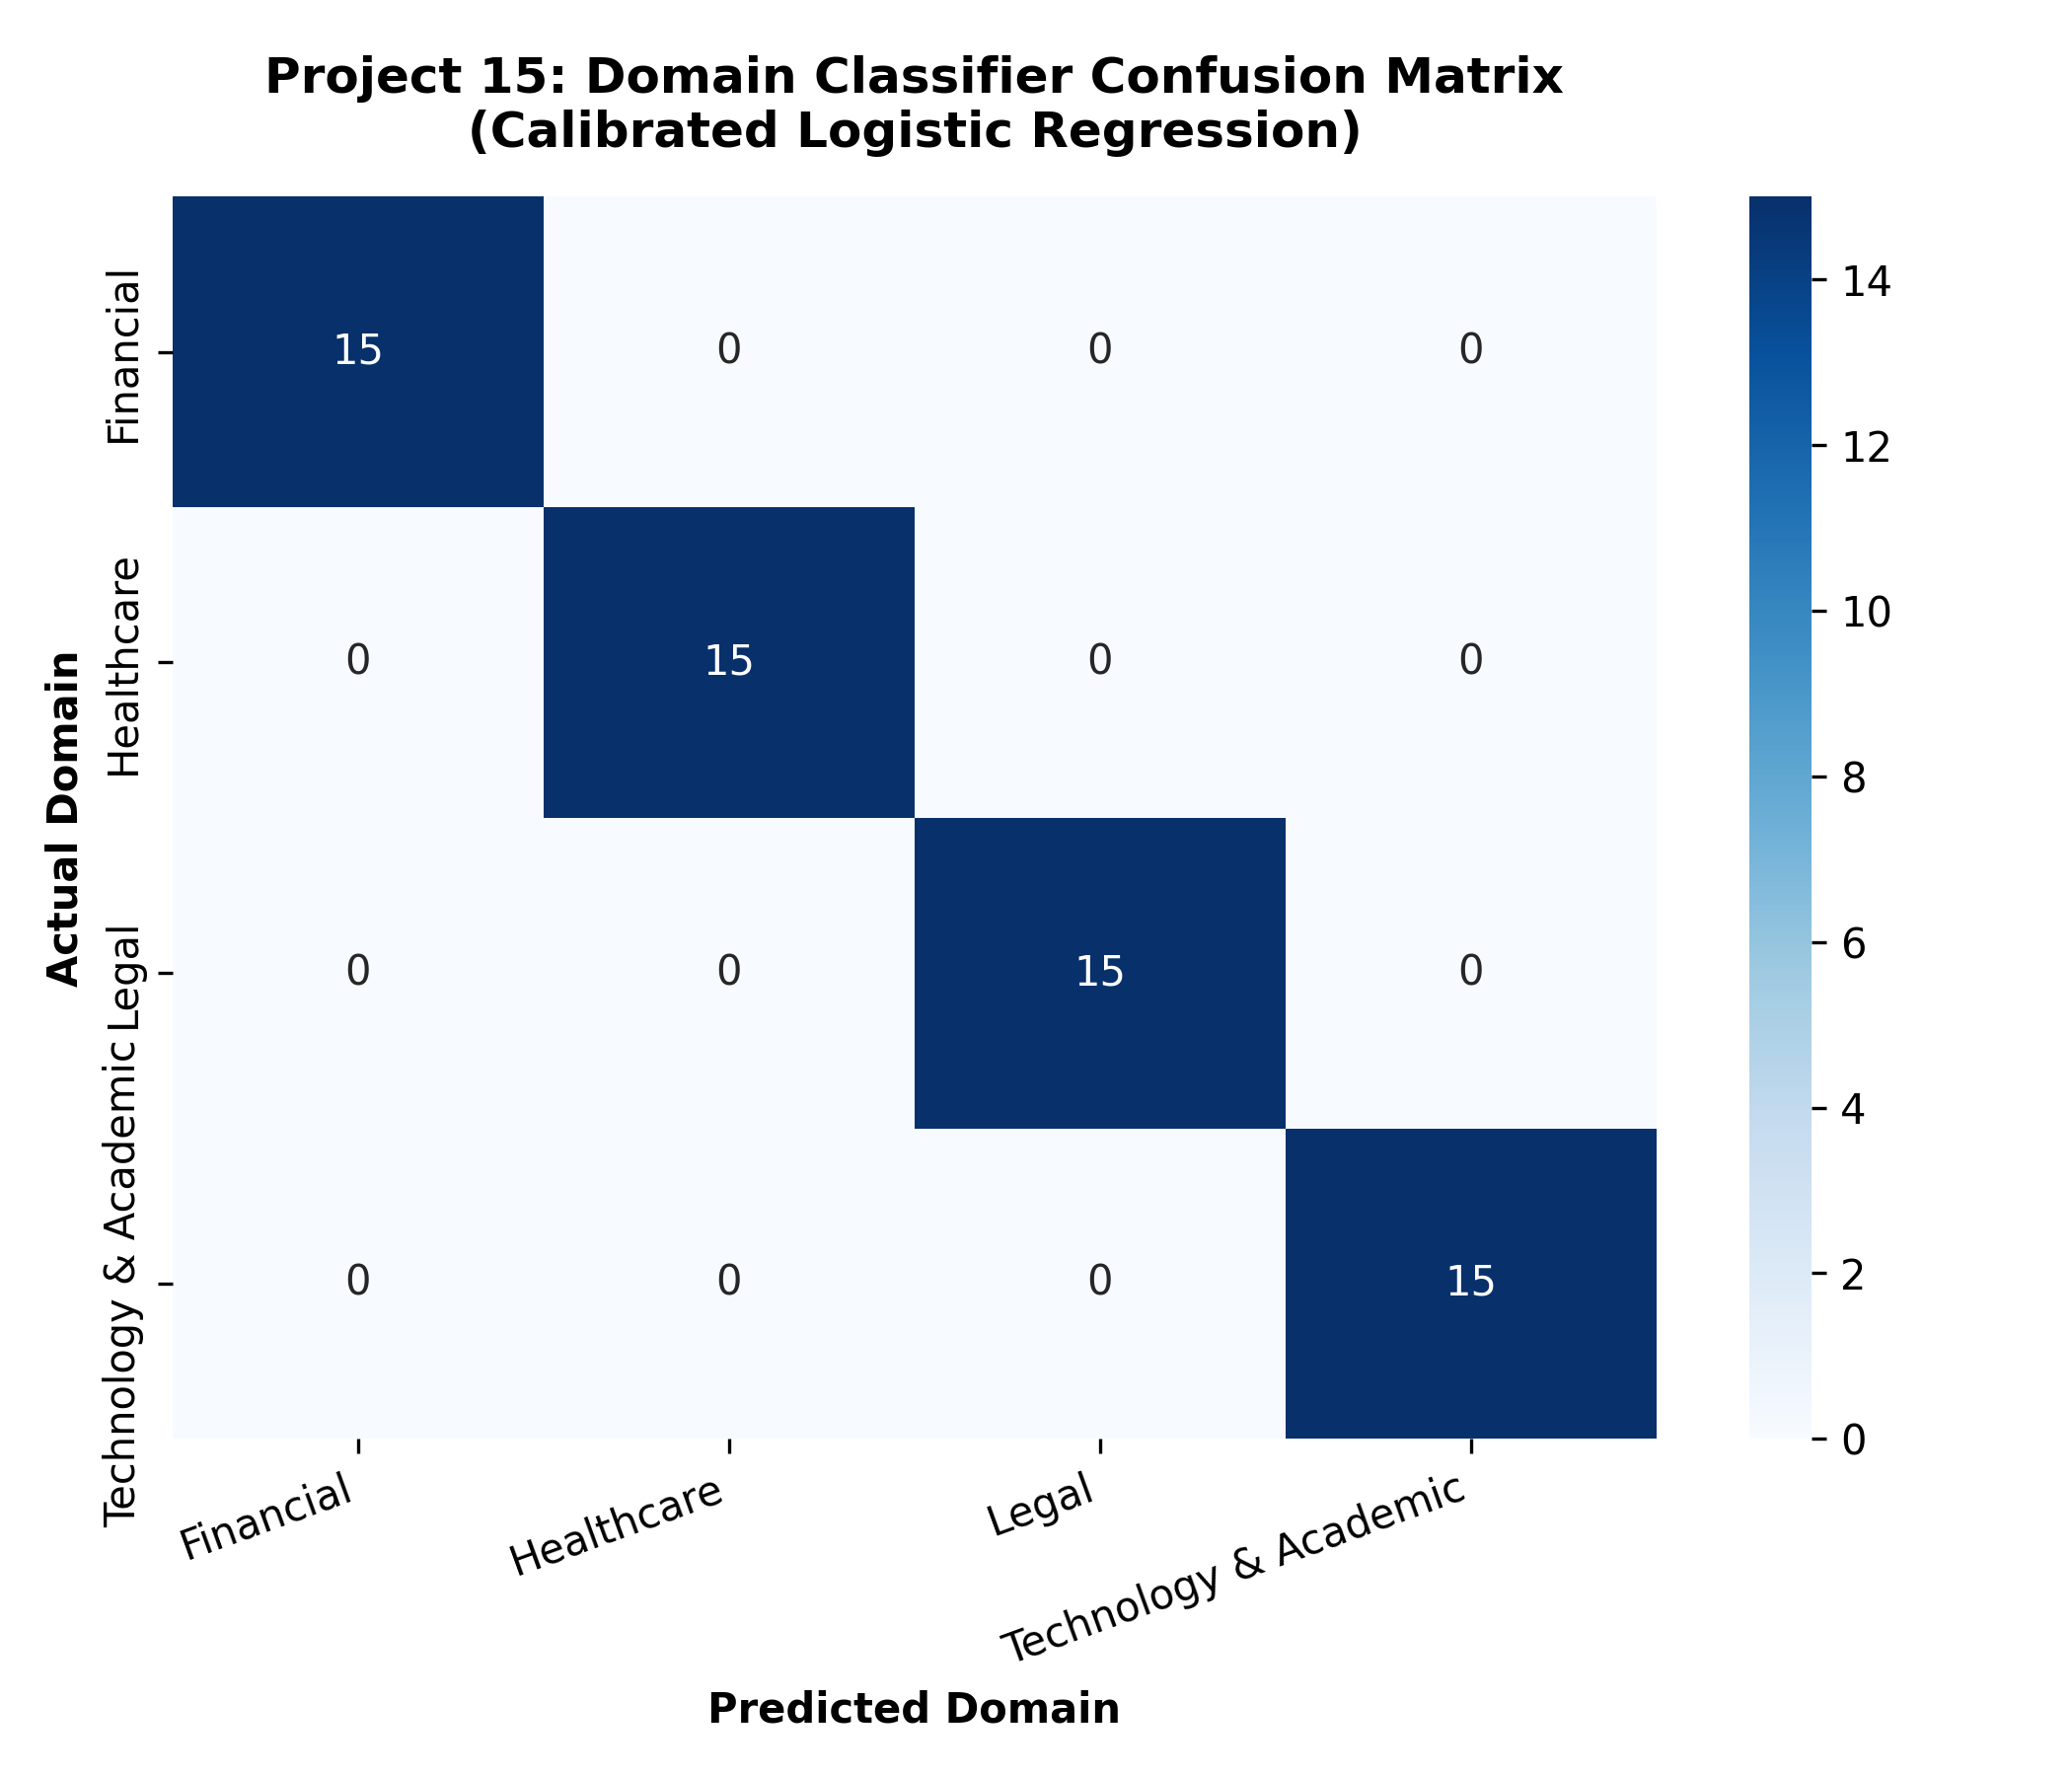 Project 15: Domain Classifier Confusion Matrix
(Calibrated Logistic Regression)
Actual Domain
Financial
15
0
0
0
Healthcare
0
15
0
0
Legal
0
0
15
0
Technology & Academic
0
0
0
15
Financial
Healthcare
Legal
Technology & Academic
Predicted Domain
14
12
10
8
6
4
2
0